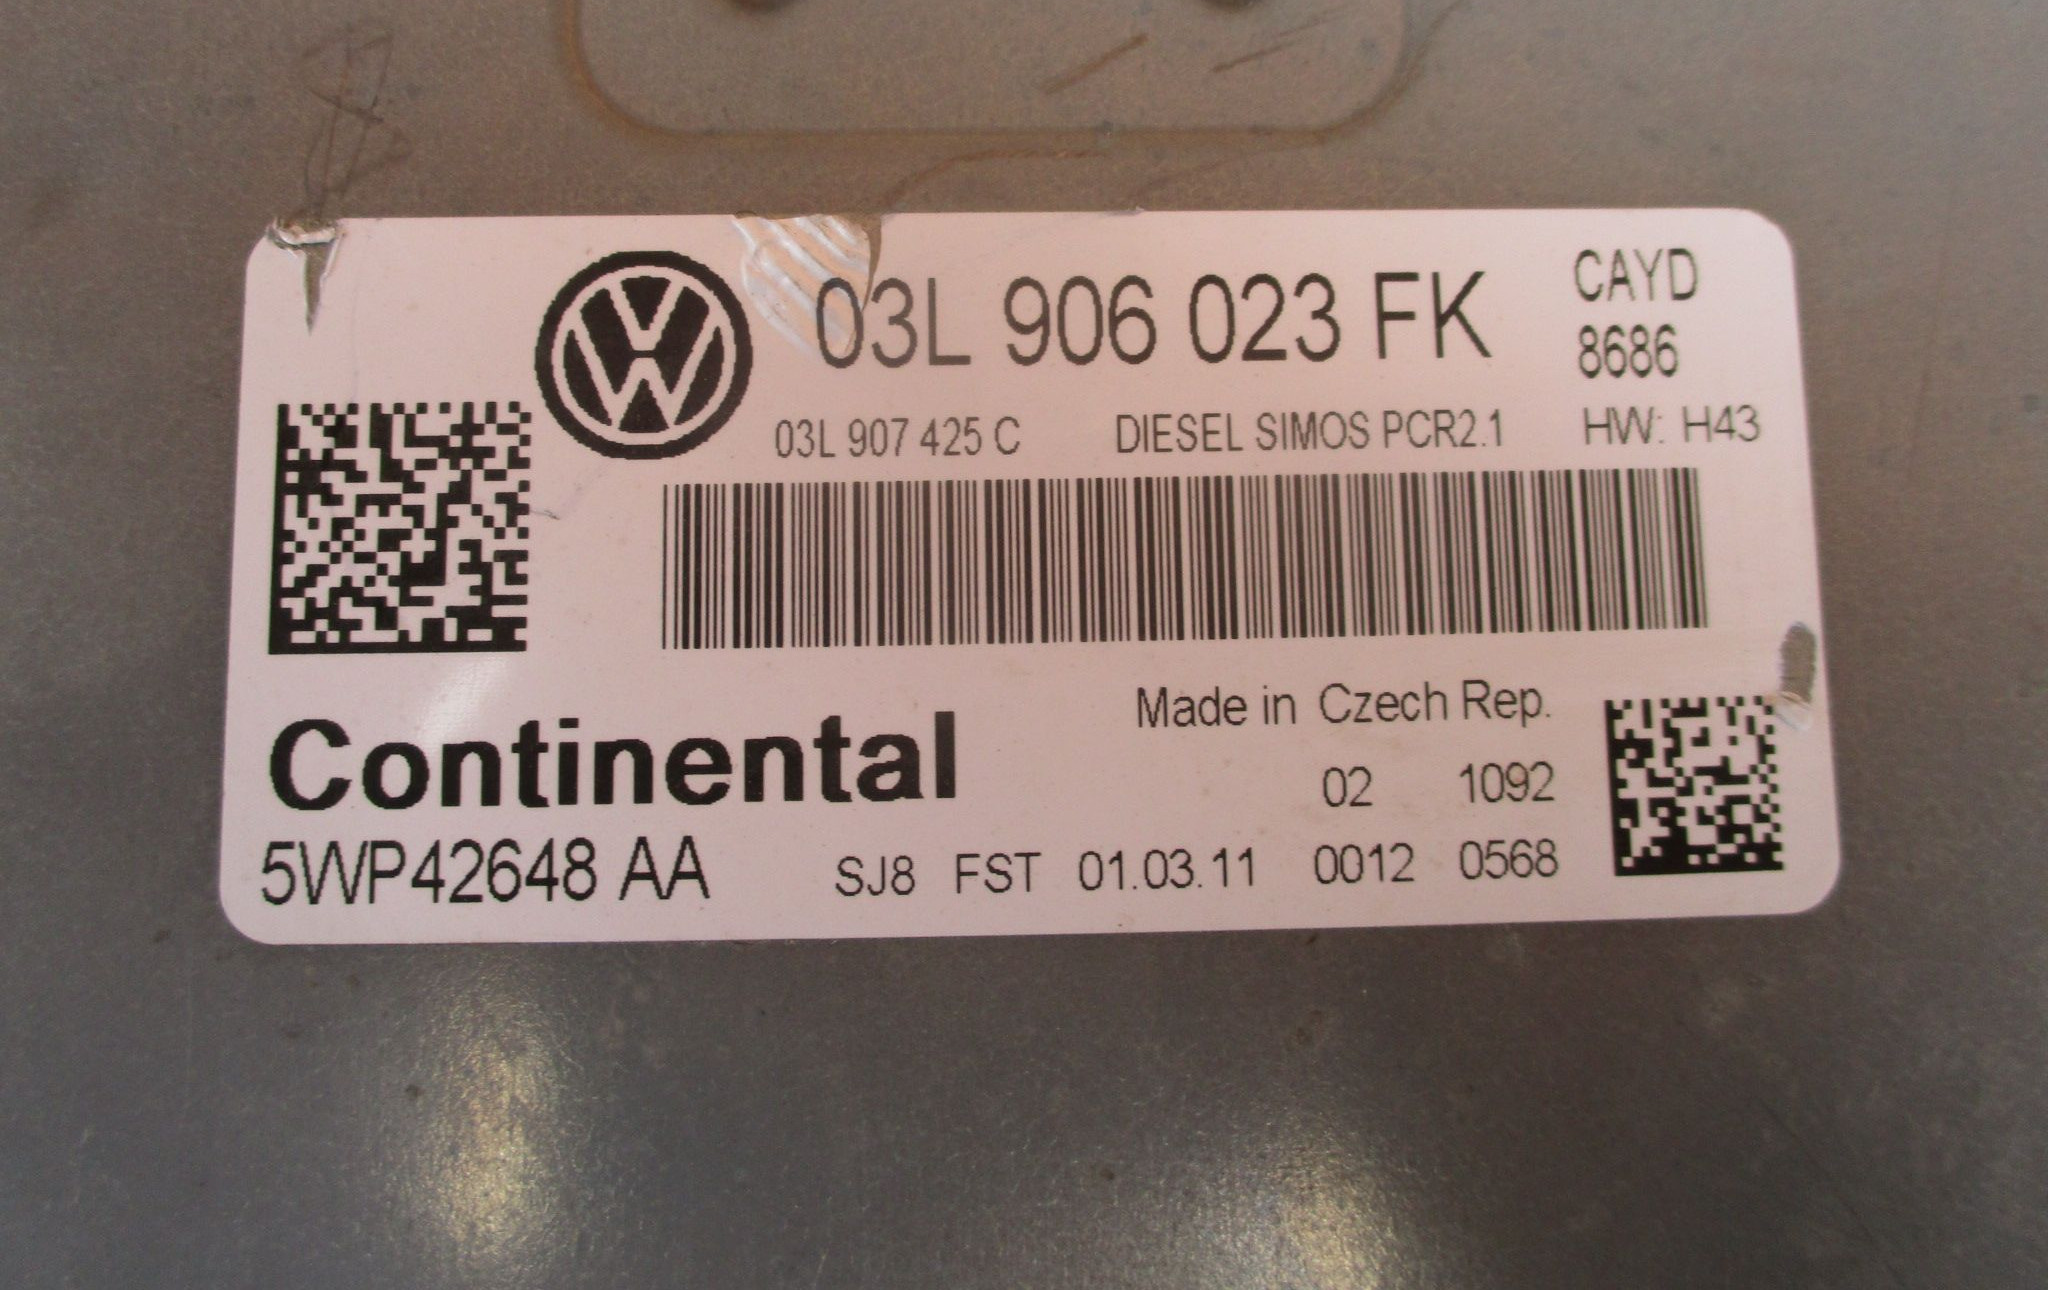 03L 906 023 FK
CAYD
8686
03L 907 425 C DIESEL SIMOS PCR2.1 HW: H43
Made in Czech Rep.
Continental
02 1092
5WP42648 AA SJ8 FST 01.03.11 0012 0568